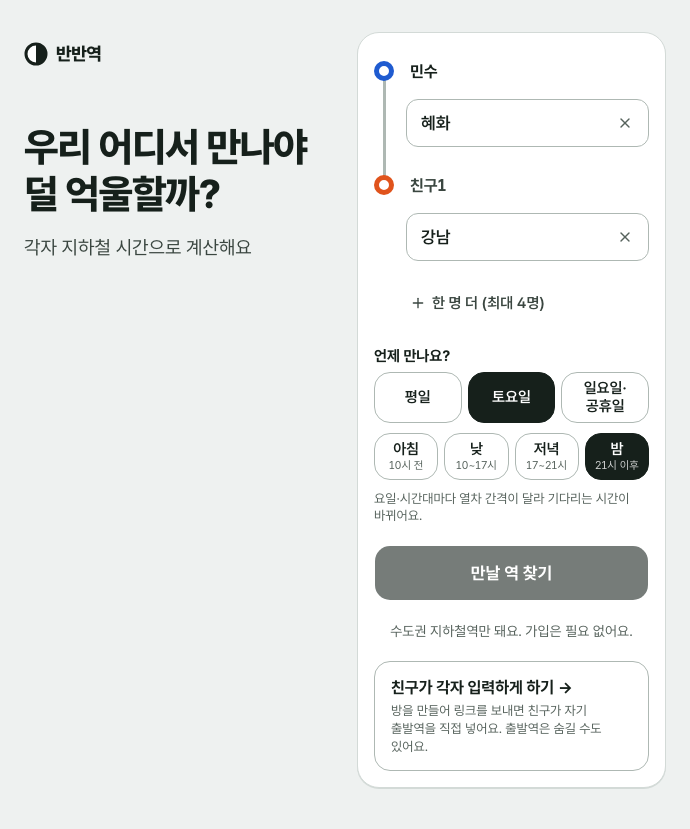 반반역
우리 어디서 만나야
덜 억울할까?
각자 지하철 시간으로 계산해요
민수
혜화
친구1
강남
한 명 더 (최대 4명)
언제 만나요?
평일
토요일
일요일·
공휴일
아침
10시 전
낮
10~17시
저녁
17~21시
밤
21시 이후
요일·시간대마다 열차 간격이 달라 기다리는 시간이
바뀌어요.
만날 역 찾기
수도권 지하철역만 돼요. 가입은 필요 없어요.
친구가 각자 입력하게 하기 →
방을 만들어 링크를 보내면 친구가 자기
출발역을 직접 넣어요. 출발역은 숨길 수도
있어요.